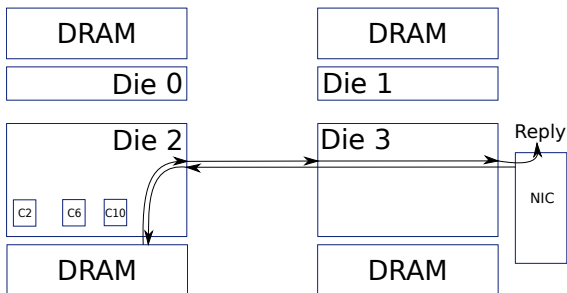 DRAM
DRAM
Die 0
Die 1
Die 2
Die 3
Reply
NIC
C2
C6
C10
DRAM
DRAM